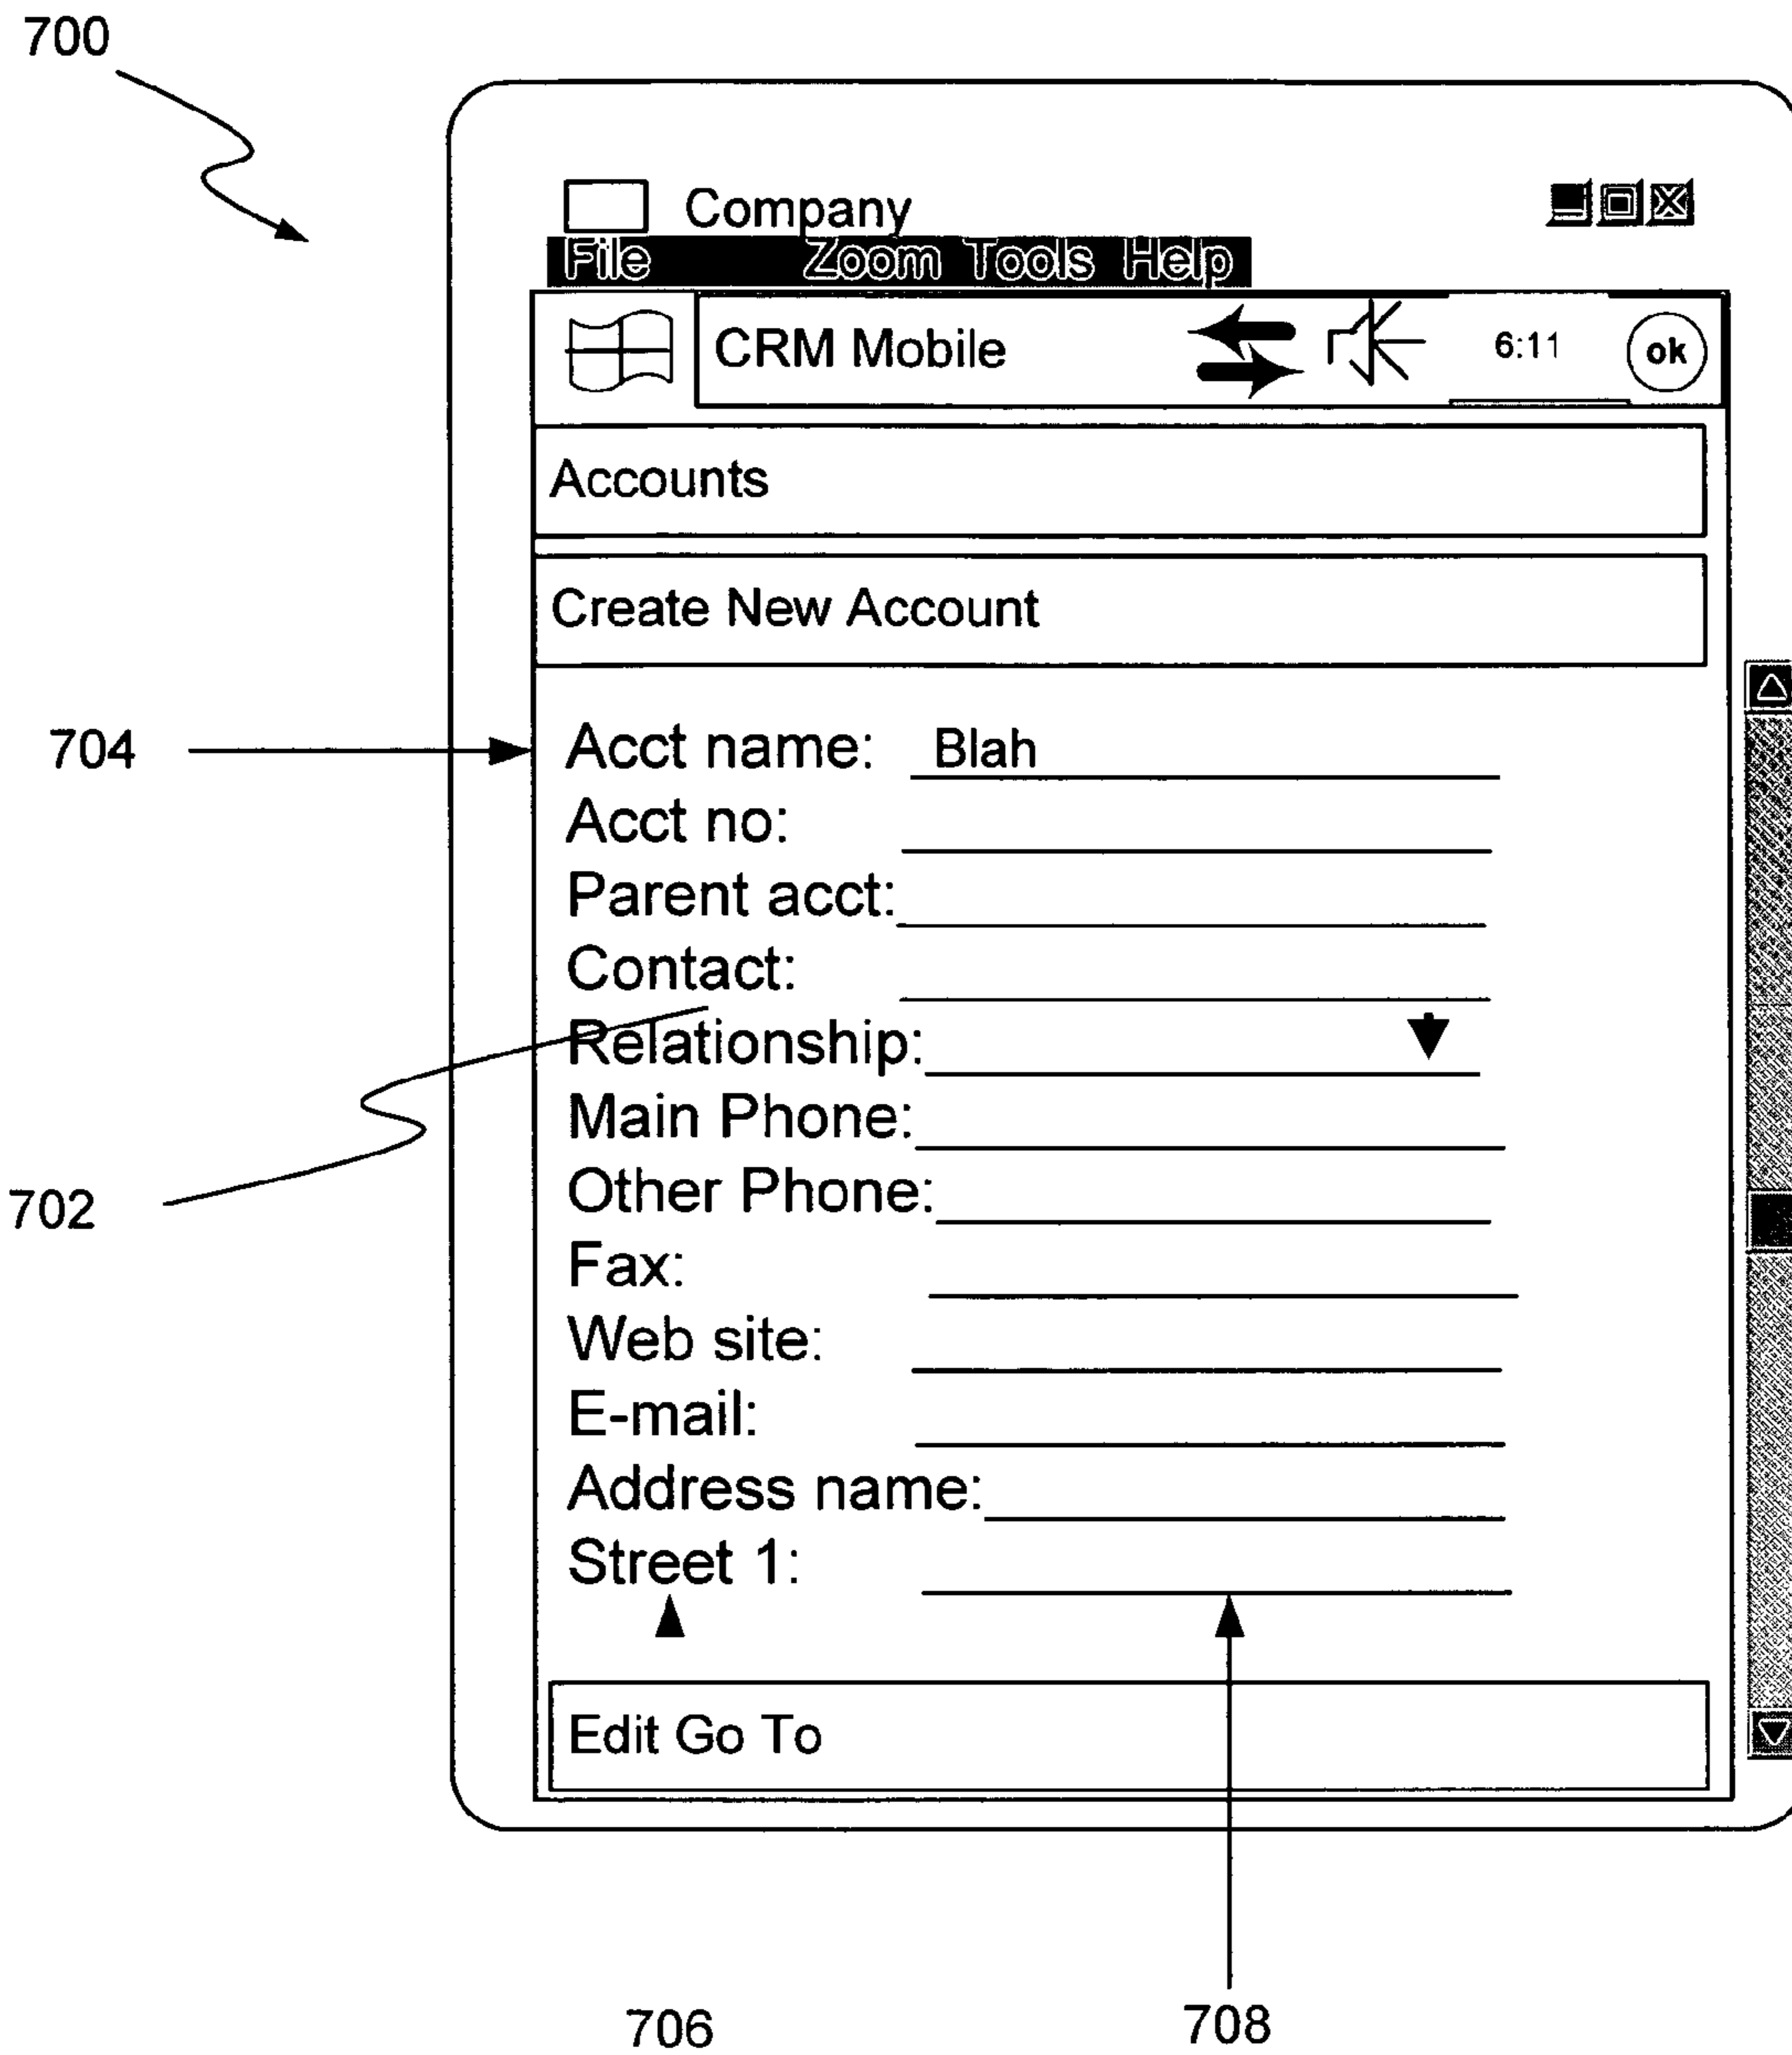 700
Company
File Zoom Tools Help
CRM Mobile 6:11 ok
Accounts
Create New Account
704 Acct name: Blah
Acct no:
Parent acct:
Contact:
Relationship:
Main Phone:
702 Other Phone:
Fax:
Web site:
E-mail:
Address name:
Street 1:
Edit Go To
706 708